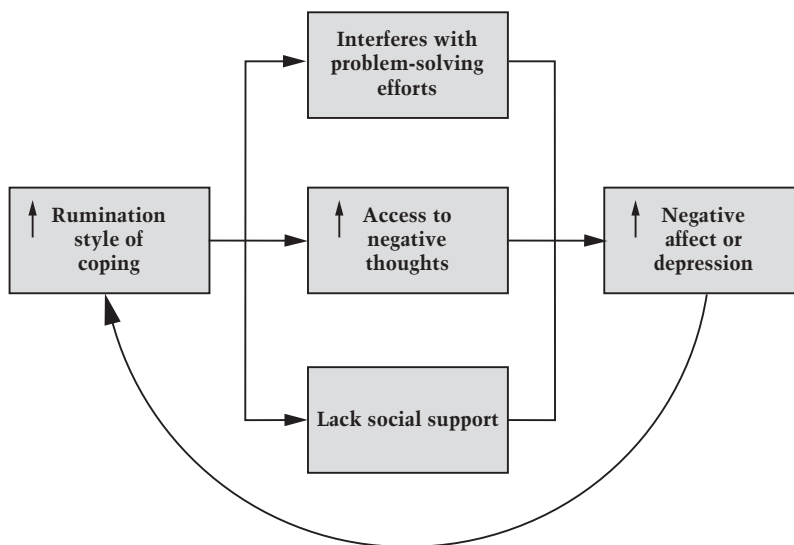 Interferes with
problem-solving
efforts
Rumination
style of
coping
Access to
negative
thoughts
Negative
affect or
depression
Lack social support